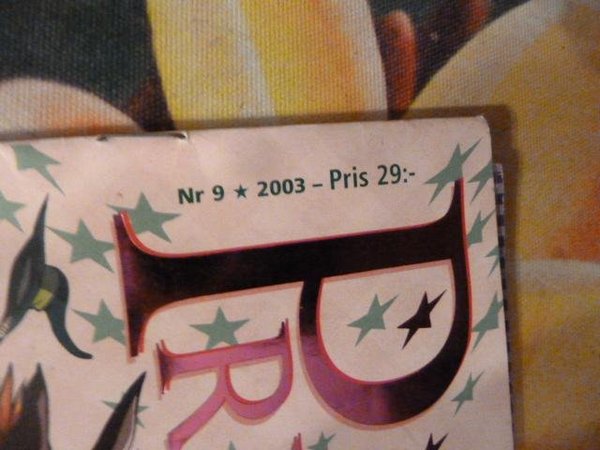 Nr 9 ★ 2003 – Pris 29:-
P
R